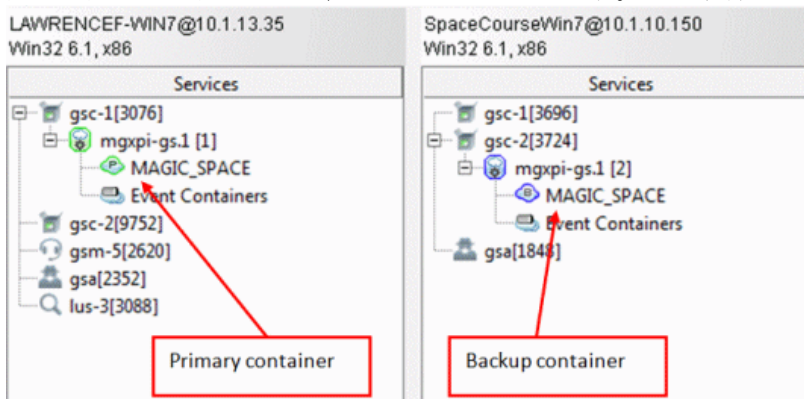 LAWRENCEF-WIN7@10.1.13.35
Win32 6.1, x86
Services
gsc-1[3076]
mgxpi-gs.1 [1]
MAGIC_SPACE
Event Containers
gsc-2[9752]
gsm-5[2620]
gsa[2352]
lus-3[3088]
Primary container
SpaceCourseWin7@10.1.10.150
Win32 6.1, x86
Services
gsc-1[3696]
gsc-2[3724]
mgxpi-gs.1 [2]
MAGIC_SPACE
Event Containers
gsa[1848]
Backup container